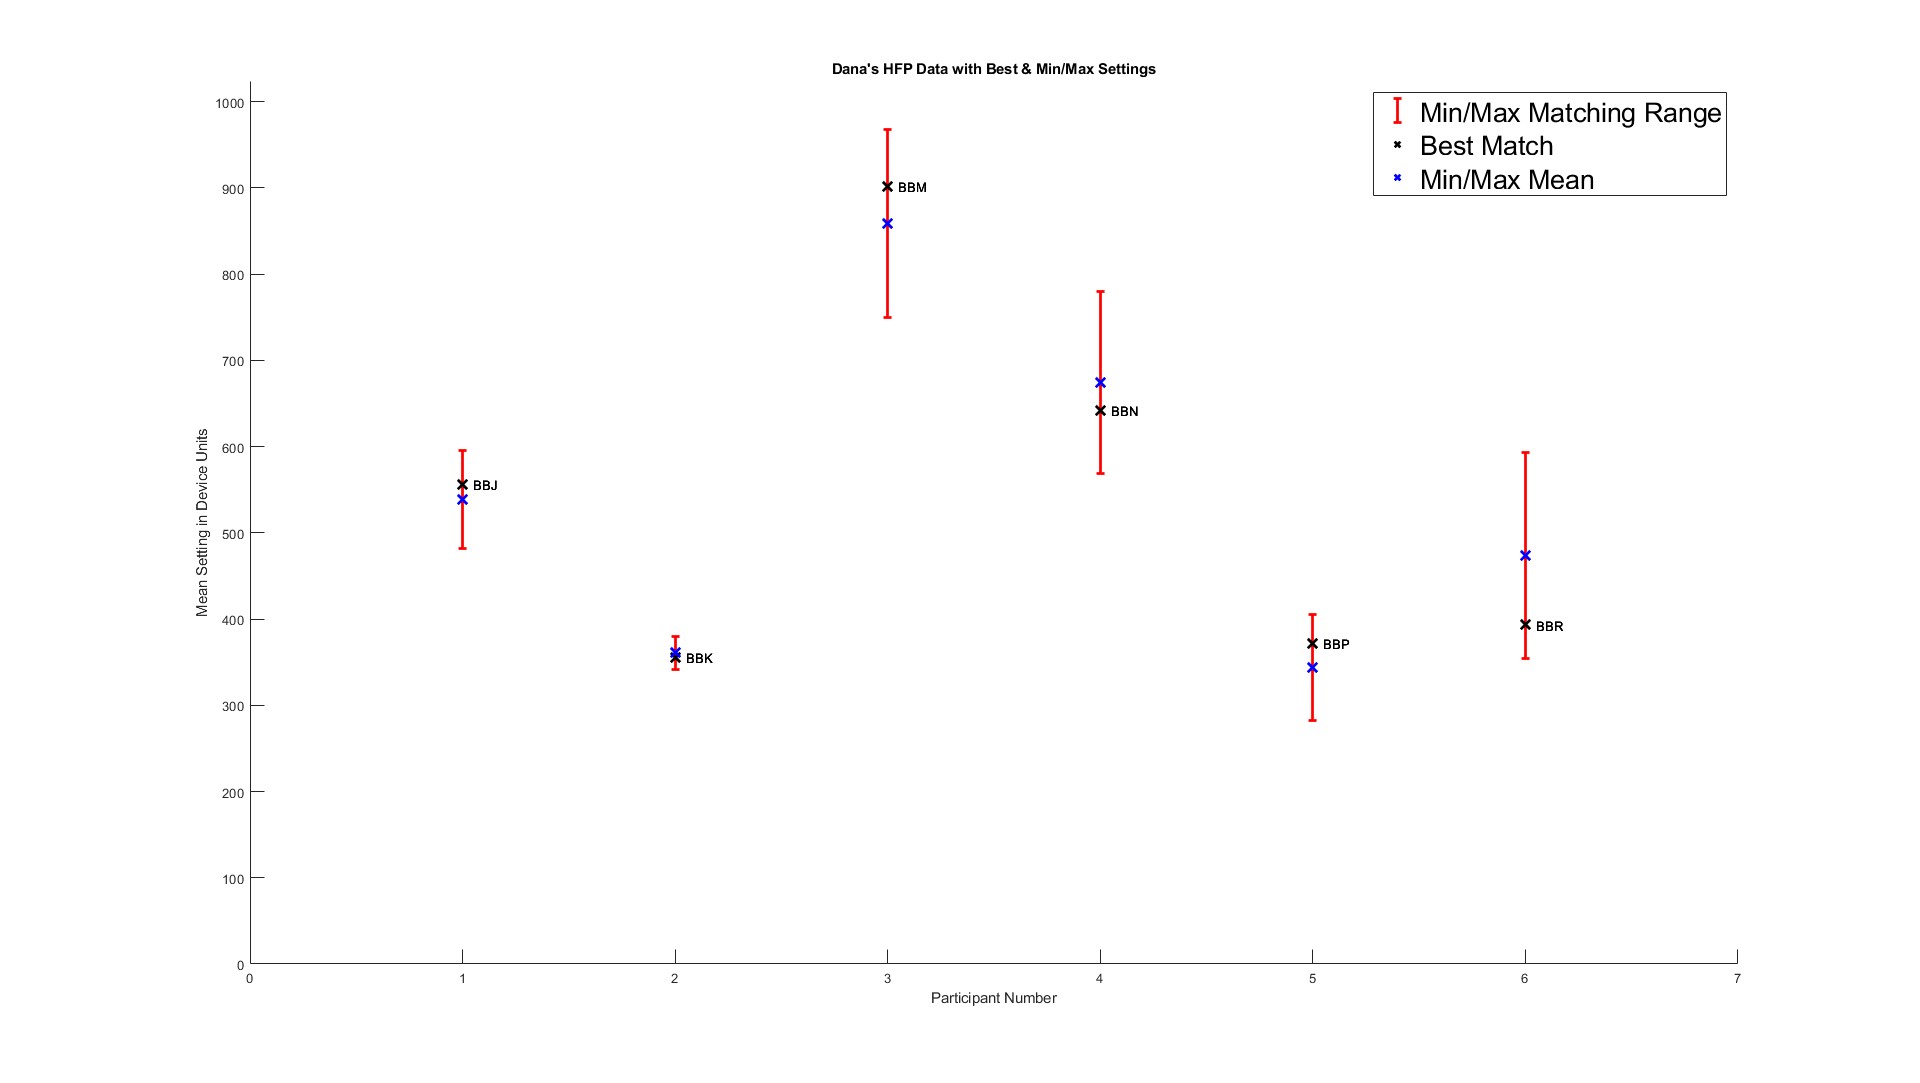 Dana's HFP Data with Best & Min/Max Settings
Min/Max Matching Range
Best Match
Min/Max Mean
Mean Setting in Device Units
1000
900
800
700
600
500
400
300
200
100
0
BBM
BBN
BBJ
BBR
BBP
BBK
0 1 2 3 4 5 6 7
Participant Number